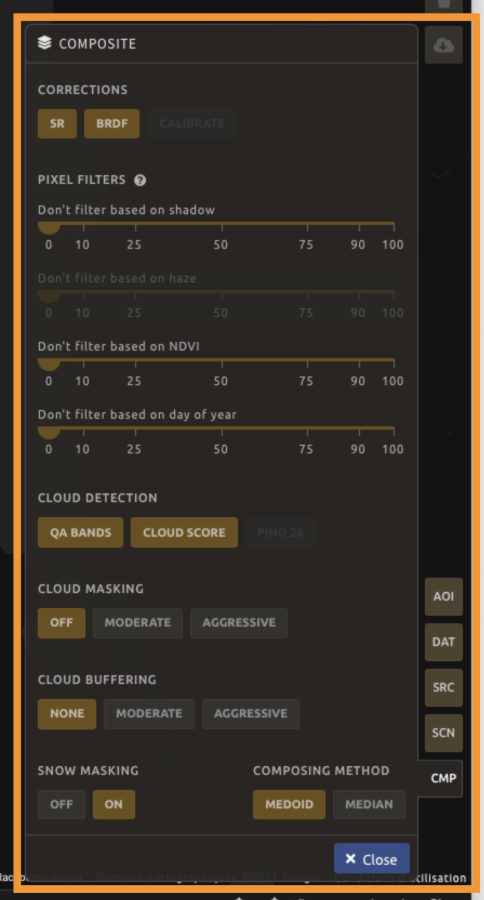 COMPOSITE
CORRECTIONS
SR BRDF CALIBRATE
PIXEL FILTERS ?
Don't filter based on shadow
0 10 25 50 75 90 100
Don't filter based on haze
0 10 25 50 75 90 100
Don't filter based on NDVI
0 10 25 50 75 90 100
Don't filter based on day of year
0 10 25 50 75 90 100
CLOUD DETECTION
QA BANDS CLOUD SCORE PINO 26
CLOUD MASKING
OFF MODERATE AGGRESSIVE
AOI
DAT
CLOUD BUFFERING
SRC
NONE MODERATE AGGRESSIVE
SCN
SNOW MASKING COMPOSING METHOD
CMP
OFF ON MEDOID MEDIAN
× Close